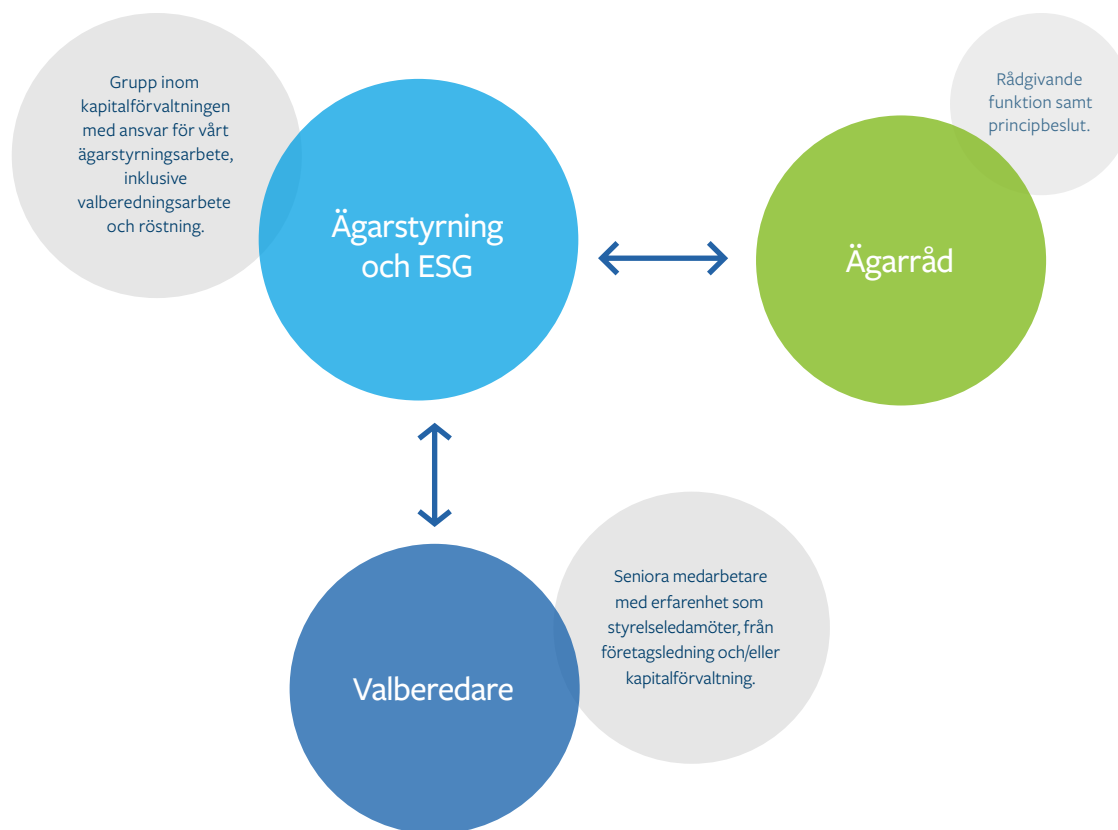 Grupp inom
kapitalförvaltningen
med ansvar för vårt
ägarstyrningsarbete,
inklusive
valberedningsarbete
och röstning.
Ägarstyrning
och ESG
Rådgivande
funktion samt
principbeslut.
Ägarråd
Seniora medarbetare
med erfarenhet som
styrelseledamöter, från
företagsledning och/eller
kapitalförvaltning.
Valberedare